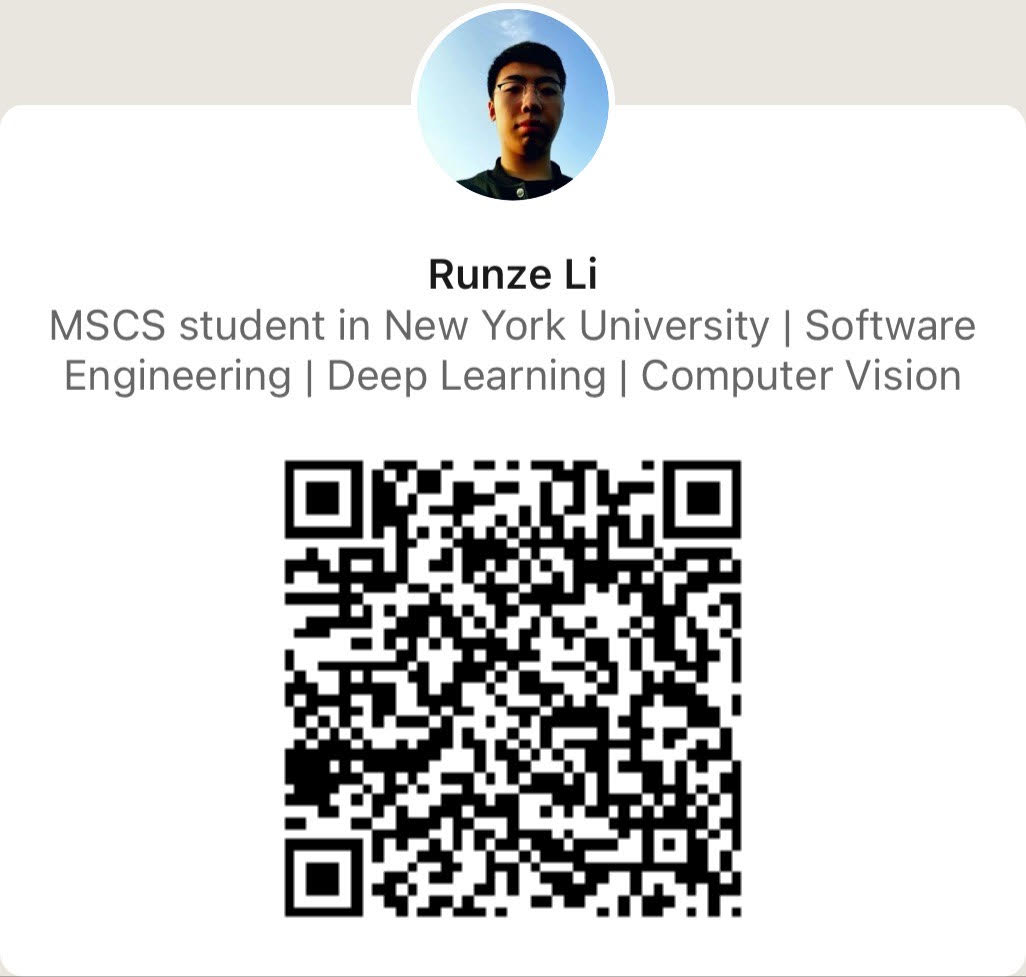 Runze Li
MSCS student in New York University | Software
Engineering | Deep Learning | Computer Vision